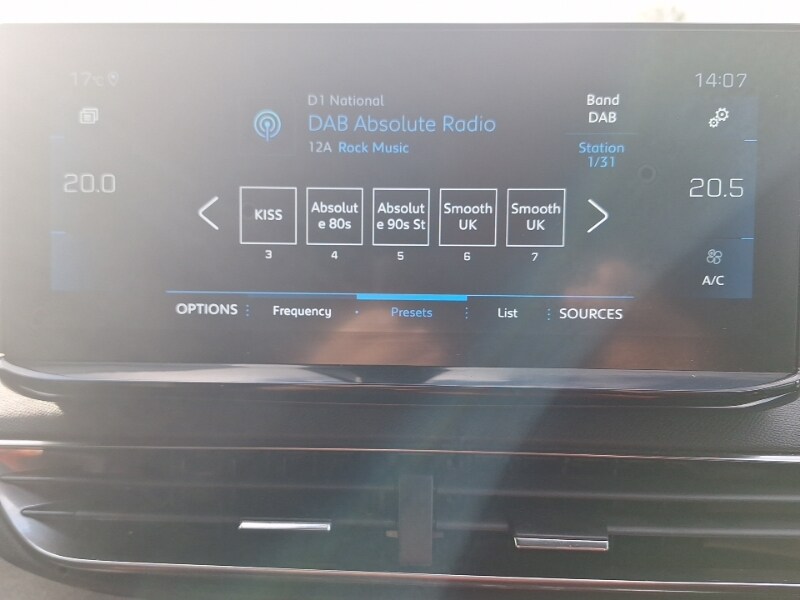 17°C
14:07
D1 National
DAB Absolute Radio
12A Rock Music
Band
DAB
Station
1/31
20.0
20.5
KISS
Absolut
e 80s
Absolut
e 90s St
Smooth
UK
Smooth
UK
3
4
5
6
7
A/C
OPTIONS
Frequency
Presets
List
SOURCES